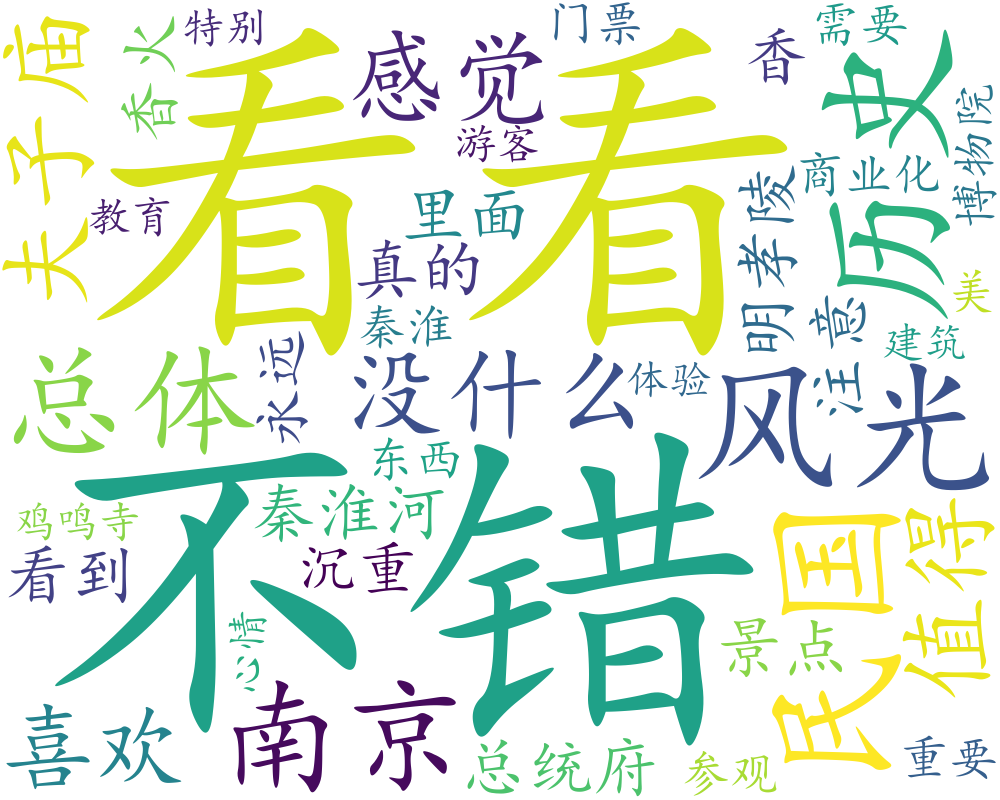 夫子庙
香火
特别
看看
感觉
门票
香
需要
历史
游客
博物院
教育
里面
明孝陵
商业化
真的
美
秦淮
注意
建筑
永远
总体
没什么
体验
风光
不错
东西
秦淮河
鸡鸣寺
沉重
看到
民国
值得
心情
景点
喜欢
南京
总统府
参观
重要